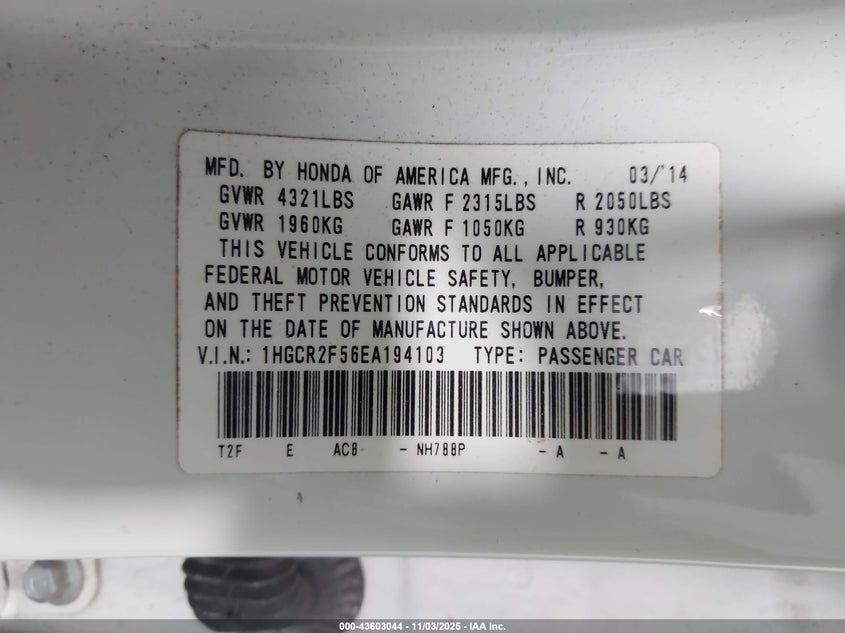 MFD. BY HONDA OF AMERICA MFG., INC. 03/'14
GVWR 4321LBS GAWR F 2315LBS R 2050LBS
GVWR 1960KG GAWR F 1050KG R 930KG
THIS VEHICLE CONFORMS TO ALL APPLICABLE
FEDERAL MOTOR VEHICLE SAFETY, BUMPER,
AND THEFT PREVENTION STANDARDS IN EFFECT
ON THE DATE OF MANUFACTURE SHOWN ABOVE.
V.I.N.: 1HGCR2F56EA194103 TYPE: PASSENGER CAR
T2F E AC8 - NH788P - A - A
000-43603044 - 11/03/2025 - IAA Inc.